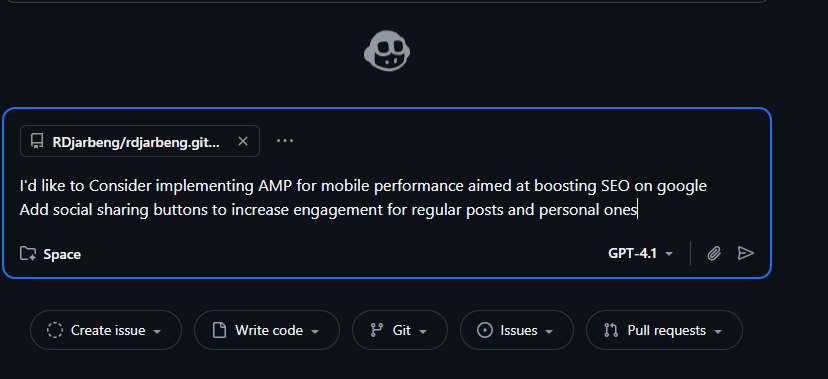 RDjarbeng/rdjarbeng.git...
I'd like to Consider implementing AMP for mobile performance aimed at boosting SEO on google
Add social sharing buttons to increase engagement for regular posts and personal ones
Space
GPT-4.1
Create issue
Write code
Git
Issues
Pull requests